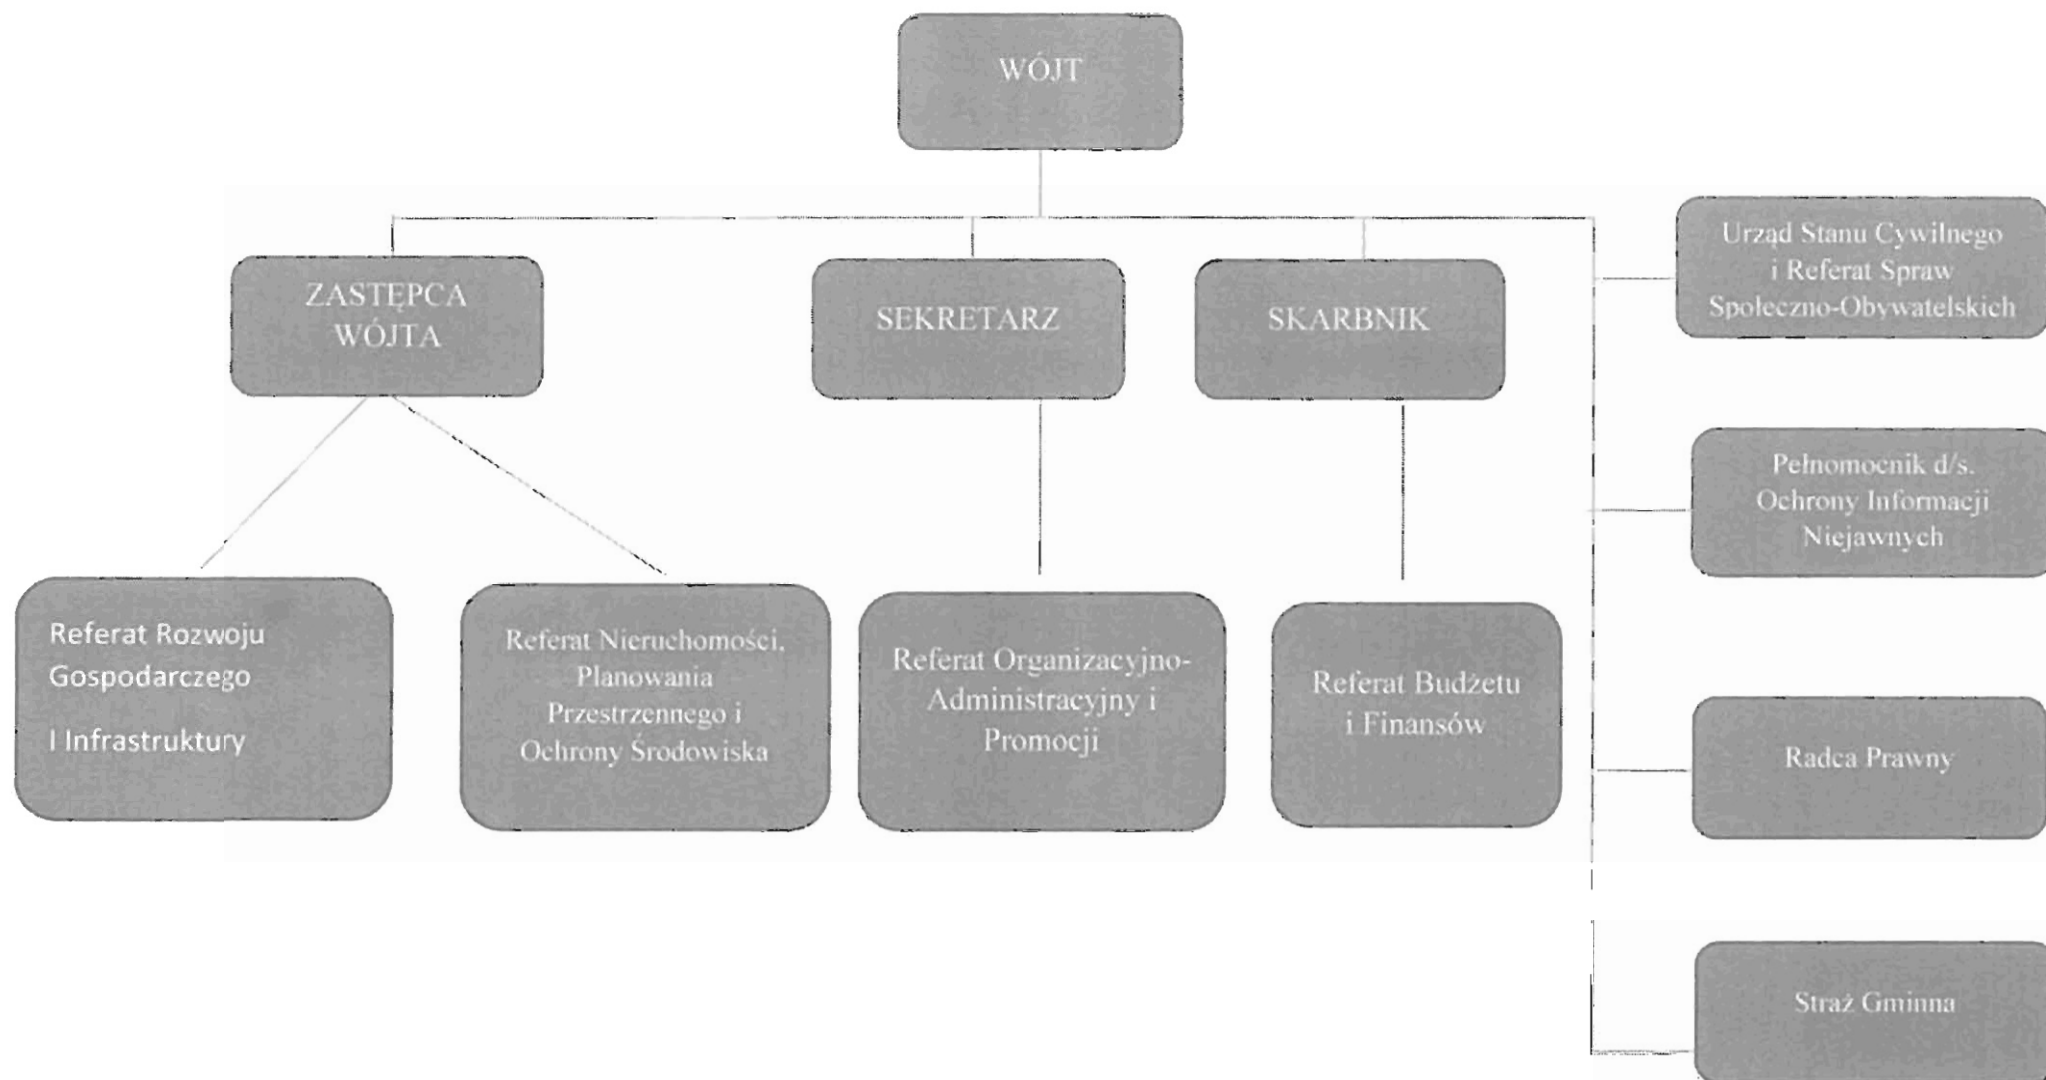 WÓJT
ZASTĘPCA
WÓJTA
SEKRETARZ
SKARBNIK
Urząd Stanu Cywilnego
i Referat Spraw
Społeczno-Obywatelskich
Pełnomocnik d/s.
Ochrony Informacji
Niejawnych
Radca Prawny
Straż Gminna
Referat Rozwoju
Gospodarczego
I Infrastruktury
Referat Nieruchomości,
Planowania
Przestrzennego i
Ochrony Środowiska
Referat Organizacyjno-
Administracyjny i
Promocji
Referat Budżetu
i Finansów